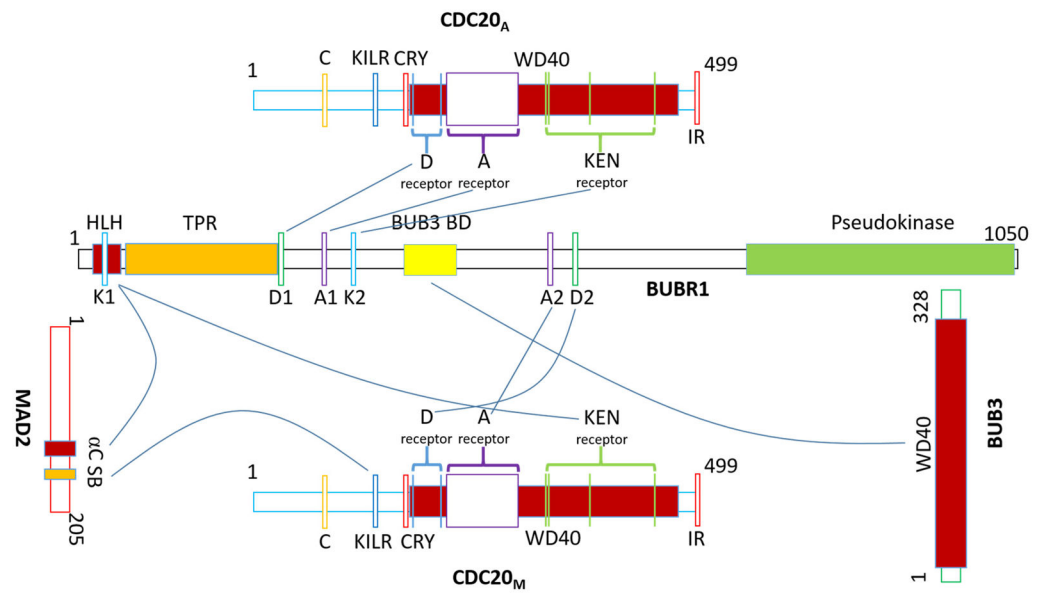 CDC20A
C KILR CRY WD40
1 499
IR
D A KEN
receptor receptor receptor
HLH TPR BUB3 BD Pseudokinase
1 1050
K1 D1 A1 K2 A2 D2 BUBR1
1 328
MAD2 αC SB WD40 BUB3
205 1
D A KEN
receptor receptor receptor
1 499
C KILR CRY WD40 IR
CDC20M